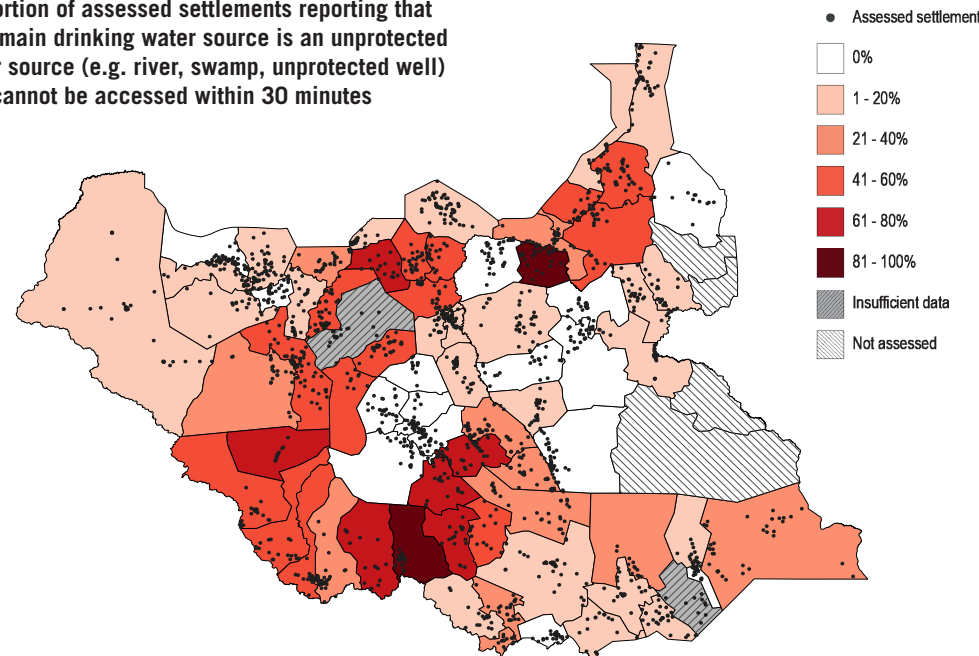 ortion of assessed settlements reporting that
main drinking water source is an unprotected
r source (e.g. river, swamp, unprotected well)
cannot be accessed within 30 minutes
Assessed settlement
0%
1 - 20%
21 - 40%
41 - 60%
61 - 80%
81 - 100%
Insufficient data
Not assessed